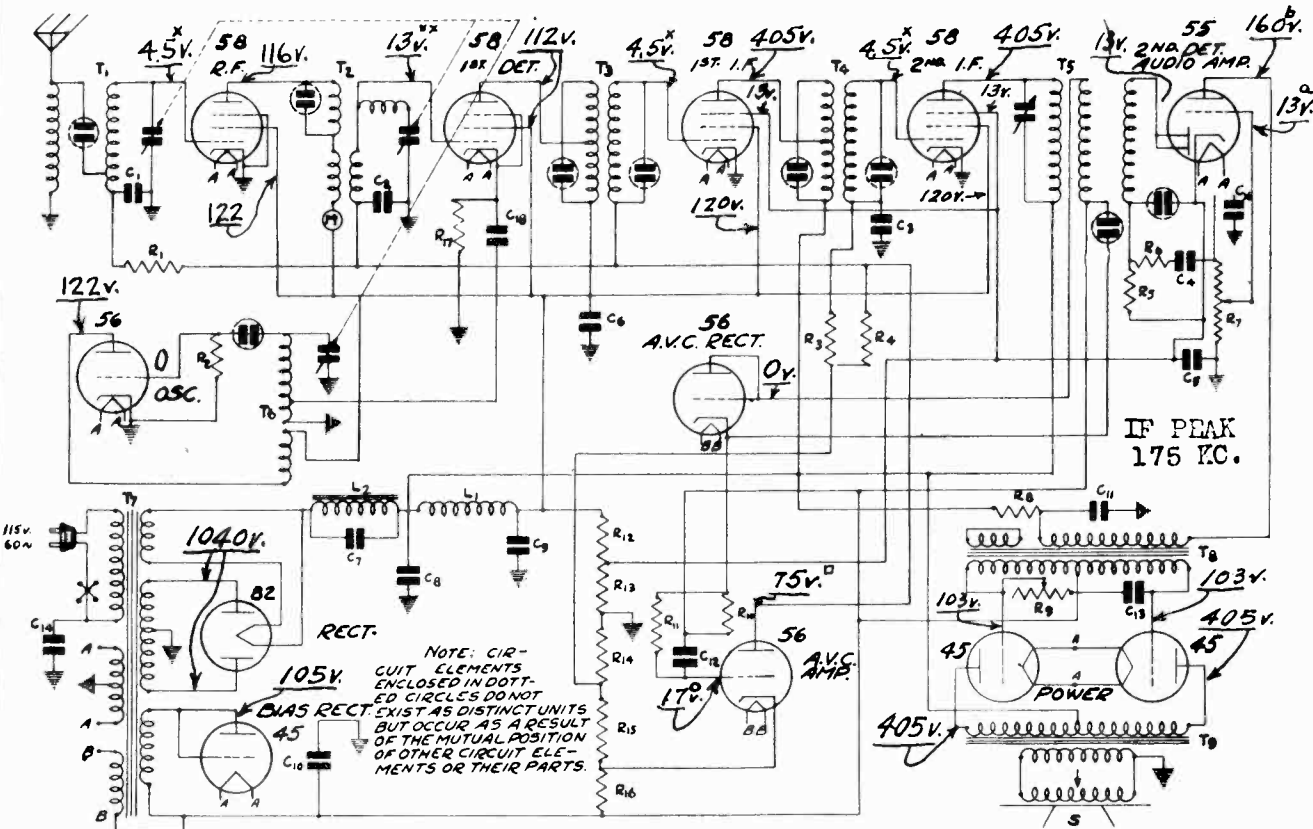 4.5v.x
58
R.F.
116v.
13v.xx
58
1ST. DET.
112v.
4.5v.x
58
1ST. I.F.
405v.
13v.
4.5v.x
58
2ND. I.F.
405v.
13v.
13v.
55
2ND. DET.
AUDIO AMP.
160v.b
13v.a
T1
T2
T3
T4
T5
C1
C2
C18
R17
C3
R6
C4
R5
R7
C5
A A
A A
A A
A A
A A
122
120v.
120v.
R1
122v.
56
0
OSC.
A A
R2
T6
C6
R3
R4
56
A.V.C. RECT.
0v.
BB
IF PEAK
175 KC.
T7
115v.
60~
1040v.
82
RECT.
L2
C7
L1
C8
C9
R12
R13
R14
R15
R16
R11
C12
R10
75v.□
56
A.V.C.
AMP.
17v.
BB
R8
C11
T8
R9
C13
103v.
103v.
405v.
45
45
A
A
POWER
405v.
T9
S
C14
A
A
B
B
105v.
BIAS RECT.
45
A A
C10
NOTE: CIR-
CUIT ELEMENTS
ENCLOSED IN DOTT-
ED CIRCLES DO NOT
EXIST AS DISTINCT UNITS
BUT OCCUR AS A RESULT
OF THE MUTUAL POSITION
OF OTHER CIRCUIT ELE-
MENTS OR THEIR PARTS.